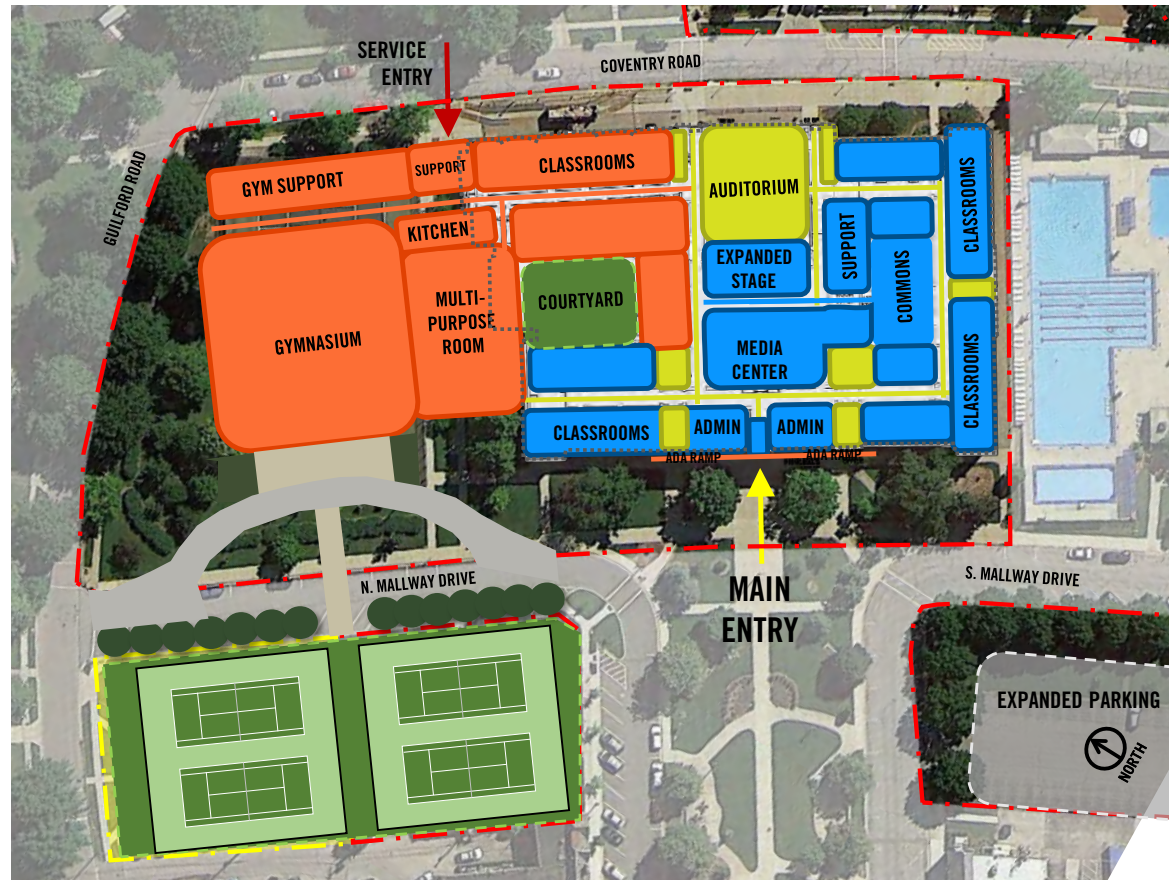 SERVICE
ENTRY
COVENTRY ROAD
GUILFORD ROAD
GYM SUPPORT
SUPPORT
CLASSROOMS
AUDITORIUM
CLASSROOMS
KITCHEN
EXPANDED
STAGE
SUPPORT
COMMONS
COURTYARD
MULTI-
PURPOSE
ROOM
GYMNASIUM
MEDIA
CENTER
CLASSROOMS
CLASSROOMS
ADMIN
ADMIN
ADA RAMP
ADA RAMP
N. MALLWAY DRIVE
MAIN
ENTRY
S. MALLWAY DRIVE
EXPANDED PARKING
NORTH